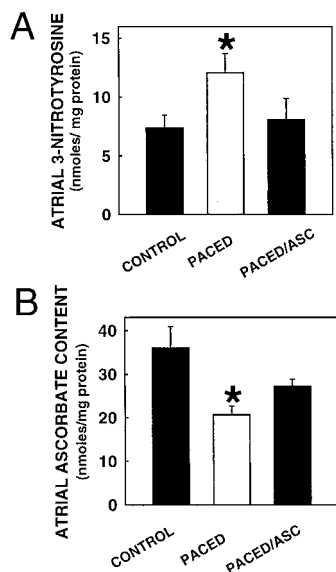 A
ATRIAL 3-NITROTYROSINE
(nmoles/ mg protein)
15
10
5
0
*
CONTROL
PACED
PACED/ASC
B
ATRIAL ASCORBATE CONTENT
(nmoles/mg protein)
40
30
20
10
0
*
CONTROL
PACED
PACED/ASC